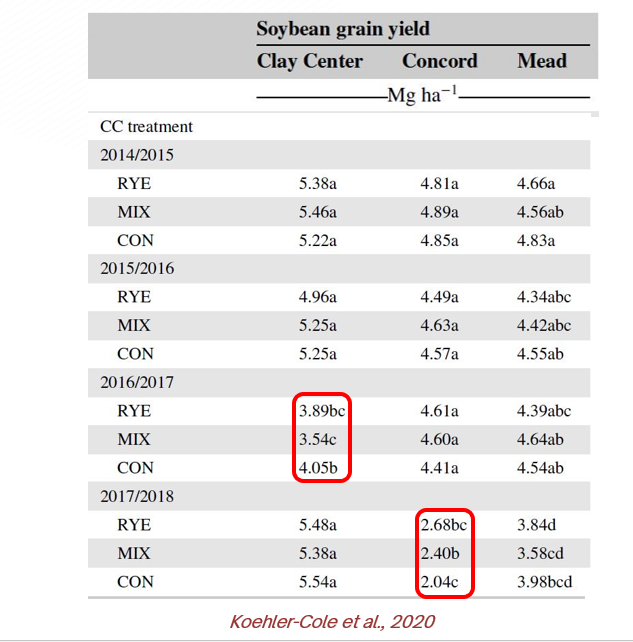 Soybean grain yield
Clay Center Concord Mead
Mg ha⁻¹
CC treatment
2014/2015
RYE 5.38a 4.81a 4.66a
MIX 5.46a 4.89a 4.56ab
CON 5.22a 4.85a 4.83a
2015/2016
RYE 4.96a 4.49a 4.34abc
MIX 5.25a 4.63a 4.42abc
CON 5.25a 4.57a 4.55ab
2016/2017
RYE 3.89bc 4.61a 4.39abc
MIX 3.54c 4.60a 4.64ab
CON 4.05b 4.41a 4.54ab
2017/2018
RYE 5.48a 2.68bc 3.84d
MIX 5.38a 2.40b 3.58cd
CON 5.54a 2.04c 3.98bcd
Koehler-Cole et al., 2020